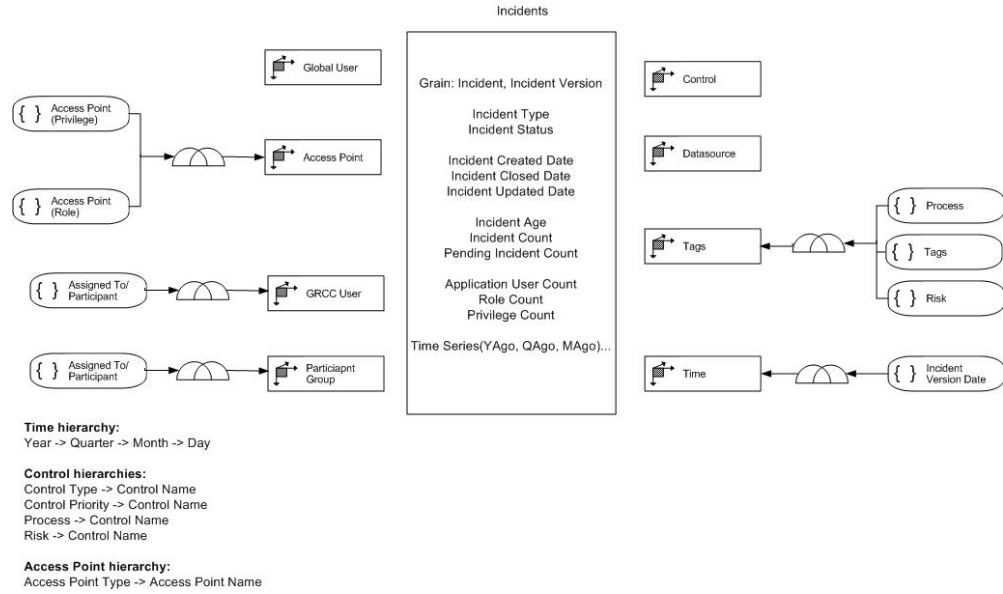 Incidents
Global User
Access Point
(Privilege)
Access Point
Access Point
(Role)
Assigned To/
Participant
GRCC User
Assigned To/
Participant
Particiapnt
Group
Grain: Incident, Incident Version
Incident Type
Incident Status
Incident Created Date
Incident Closed Date
Incident Updated Date
Incident Age
Incident Count
Pending Incident Count
Application User Count
Role Count
Privilege Count
Time Series(YAgo, QAgo, MAgo)...
Control
Datasource
Tags
Process
Tags
Risk
Time
Incident
Version Date
Time hierarchy:
Year -> Quarter -> Month -> Day
Control hierarchies:
Control Type -> Control Name
Control Priority -> Control Name
Process -> Control Name
Risk -> Control Name
Access Point hierarchy:
Access Point Type -> Access Point Name